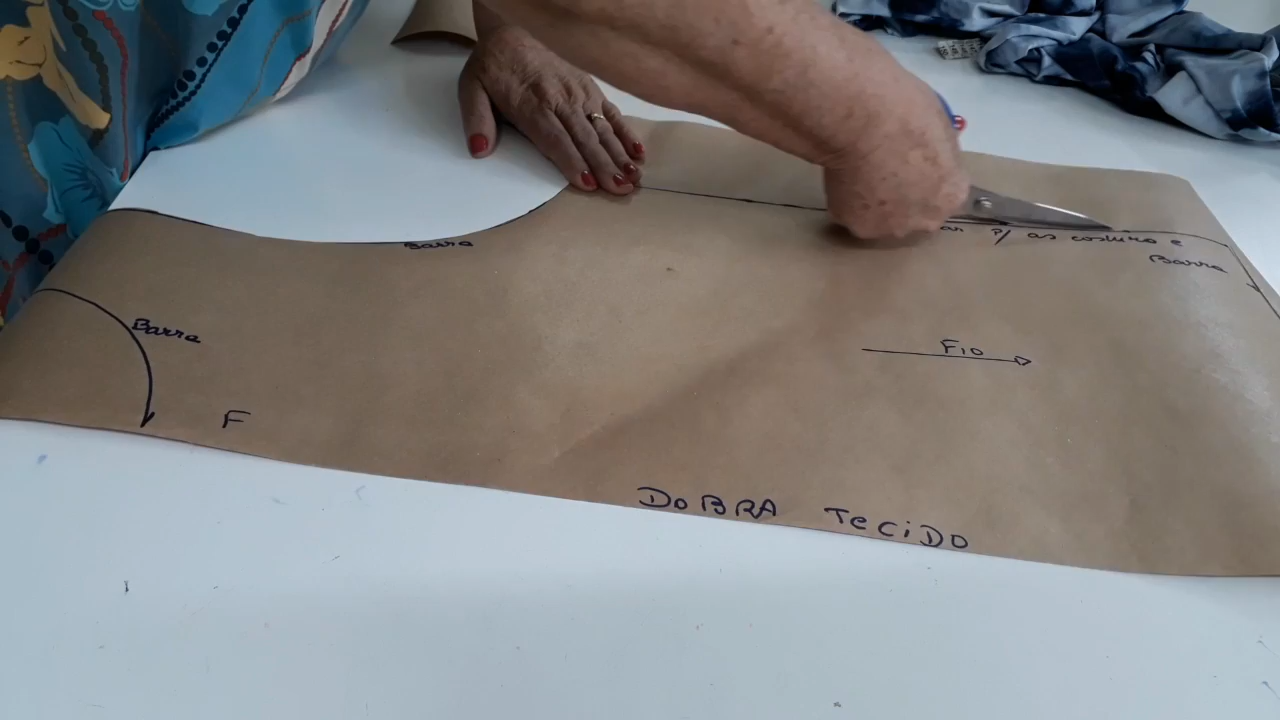 Barra
p/ as costura e
Barra
Barra
Fio
F
DOBRA TeCiDO